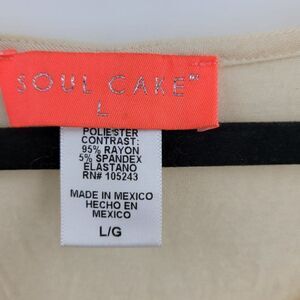 SOUL CAKE™
L
POLIESTER
CONTRAST:
95% RAYON
5% SPANDEX
ELASTANO
RN# 105243
MADE IN MEXICO
HECHO EN
MEXICO
L/G